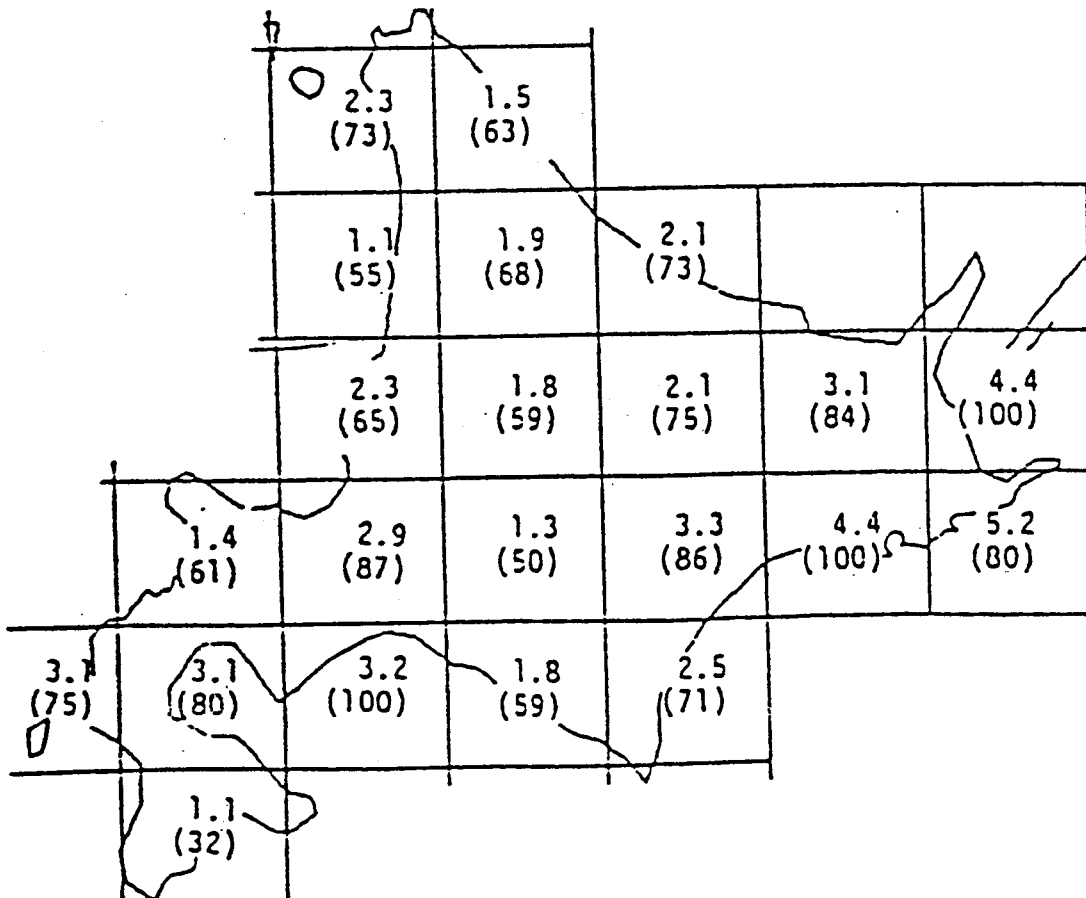 2.3 1.5
(73) (63)
1.1 1.9 2.1
(55) (68) (73)
2.3 1.8 2.1 3.1 4.4
(65) (59) (75) (84) (100)
1.4 2.9 1.3 3.3 4.4 5.2
(61) (87) (50) (86) (100) (80)
3.1 3.1 3.2 1.8 2.5
(75) (80) (100) (59) (71)
1.1
(32)